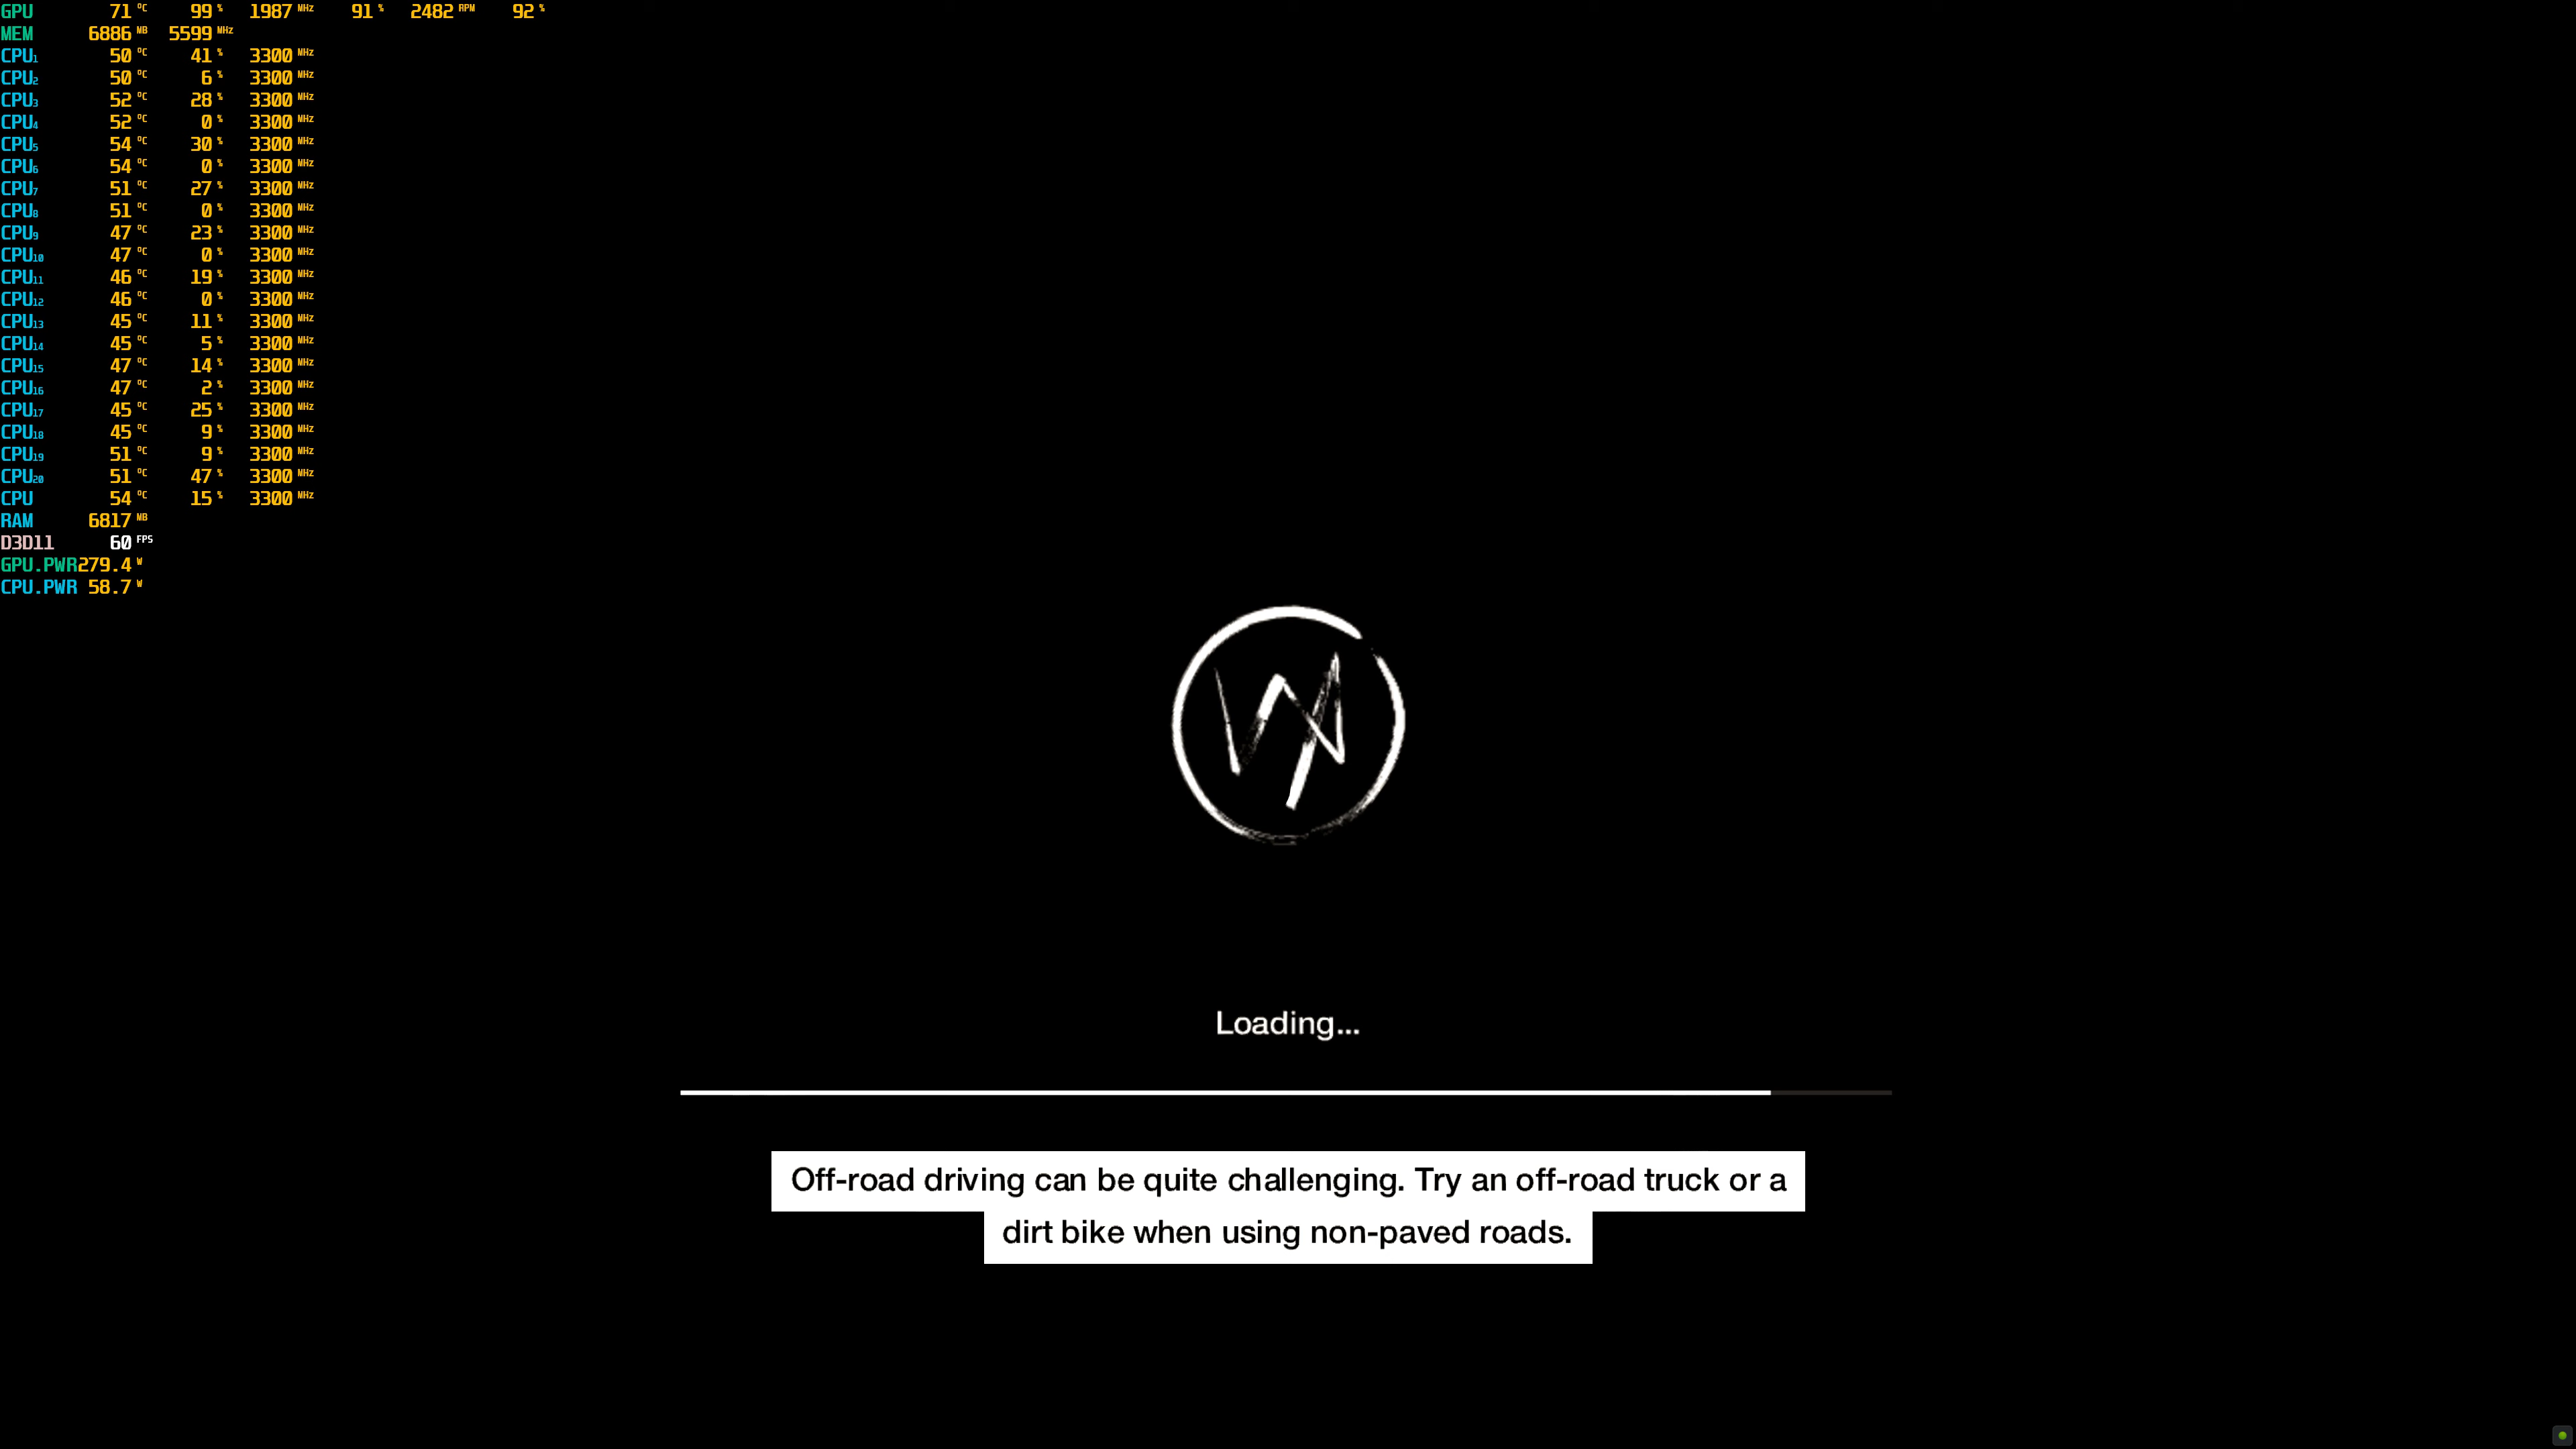 GPU 71 °C 99 % 1987 MHz 91 % 2482 RPM 92 %
MEM 6886 MB 5599 MHz
CPU1 50 °C 41 % 3300 MHz
CPU2 50 °C 6 % 3300 MHz
CPU3 52 °C 28 % 3300 MHz
CPU4 52 °C 0 % 3300 MHz
CPU5 54 °C 30 % 3300 MHz
CPU6 54 °C 0 % 3300 MHz
CPU7 51 °C 27 % 3300 MHz
CPU8 51 °C 0 % 3300 MHz
CPU9 47 °C 23 % 3300 MHz
CPU10 47 °C 0 % 3300 MHz
CPU11 46 °C 19 % 3300 MHz
CPU12 46 °C 0 % 3300 MHz
CPU13 45 °C 11 % 3300 MHz
CPU14 45 °C 5 % 3300 MHz
CPU15 47 °C 14 % 3300 MHz
CPU16 47 °C 2 % 3300 MHz
CPU17 45 °C 25 % 3300 MHz
CPU18 45 °C 9 % 3300 MHz
CPU19 51 °C 9 % 3300 MHz
CPU20 51 °C 47 % 3300 MHz
CPU 54 °C 15 % 3300 MHz
RAM 6817 MB
D3D11 60 FPS
GPU.PWR 279.4 W
CPU.PWR 58.7 W
Loading...
Off-road driving can be quite challenging. Try an off-road truck or a
dirt bike when using non-paved roads.